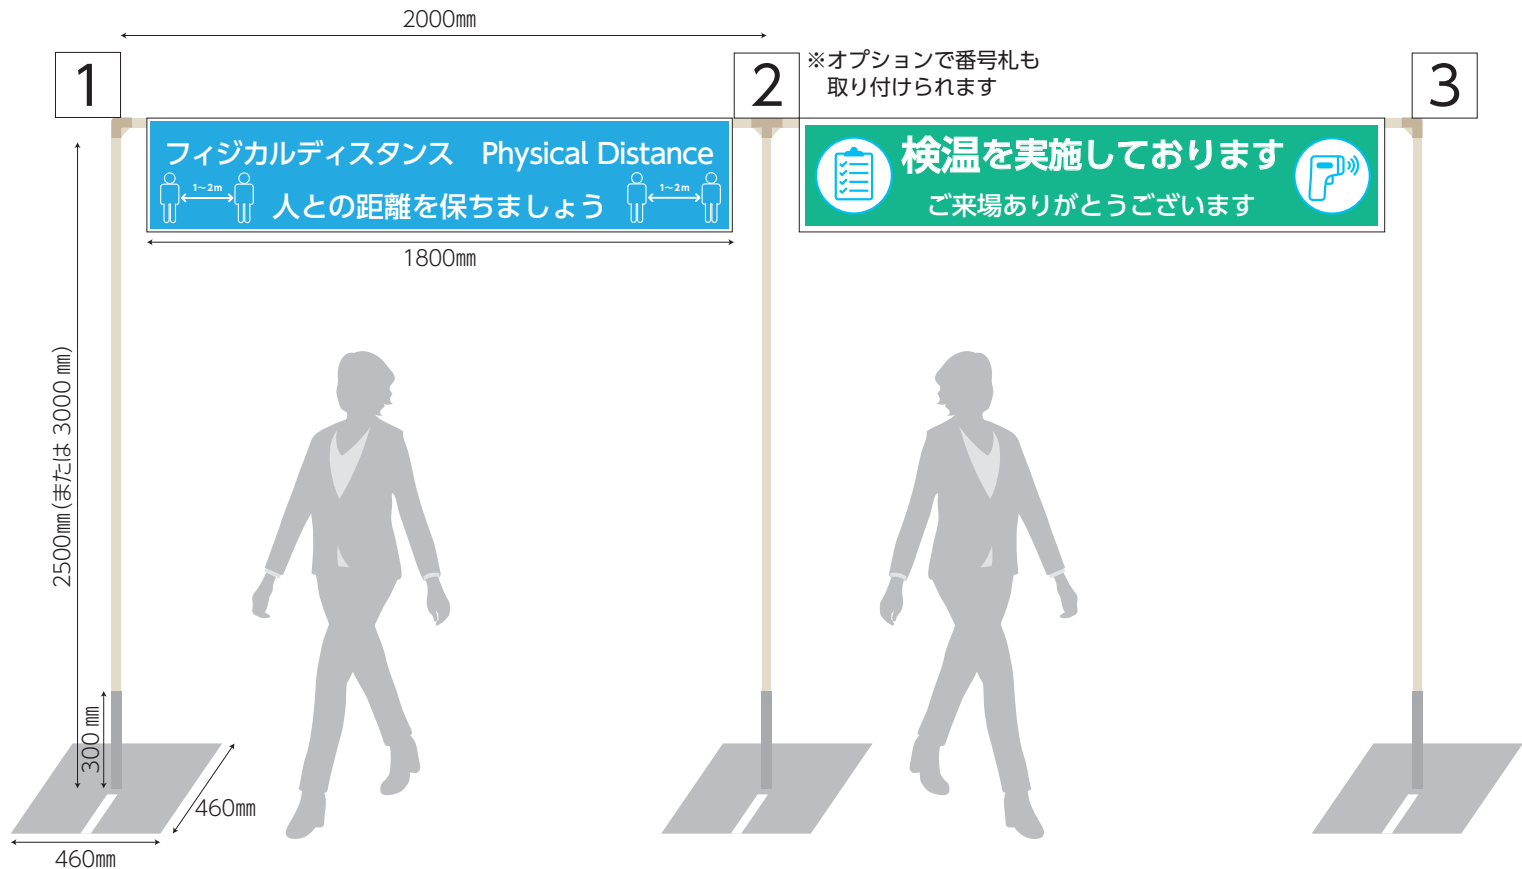 2000㎜
1
2
※オプションで番号札も
取り付けられます
3
フィジカルディスタンス　Physical Distance
1~2m
人との距離を保ちましょう
1~2m
検温を実施しております
ご来場ありがとうございます
1800㎜
2500㎜(または 3000 ㎜)
300 ㎜
460㎜
460㎜